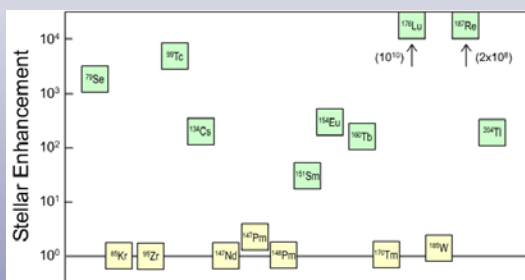 Stellar Enhancement
10⁴
10³
10²
10¹
10⁰
¹⁷⁶Lu
¹⁸⁷Re
(10¹⁰)
(2x10⁸)
⁹⁹Tc
⁷⁹Se
¹³⁴Cs
¹⁵⁴Eu
¹⁶⁰Tb
²⁰⁴Tl
¹⁵¹Sm
¹⁴⁷Pm
¹⁸⁵W
⁸⁵Kr
⁹⁵Zr
¹⁴⁷Nd
¹⁴⁸Pm
¹⁷⁰Tm